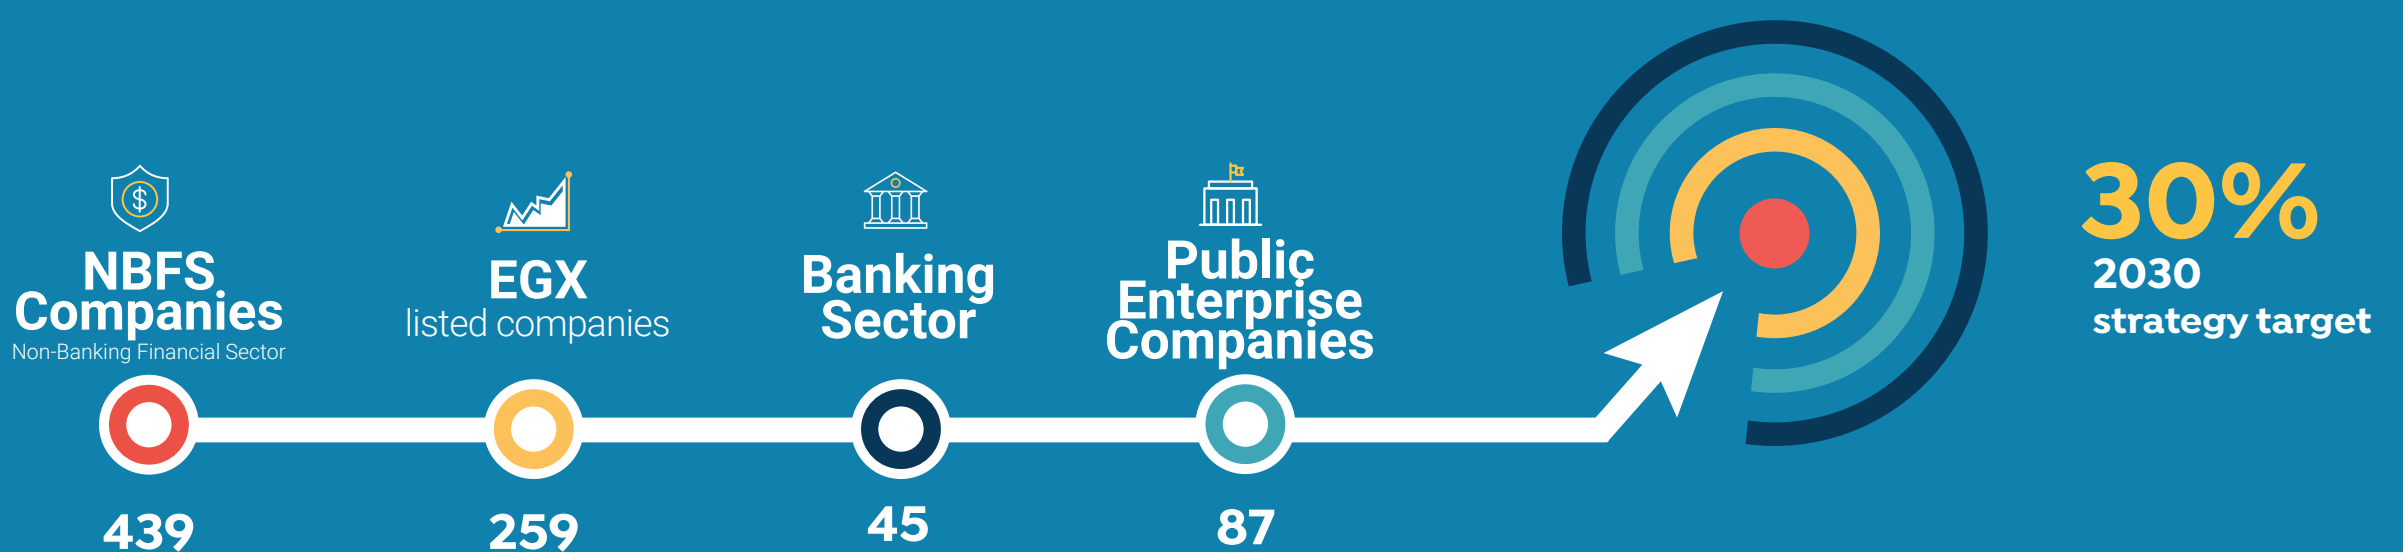 NBFS
Companies
Non-Banking Financial Sector
439
EGX
listed companies
259
Banking
Sector
45
Public
Enterprise
Companies
87
30%
2030
strategy target